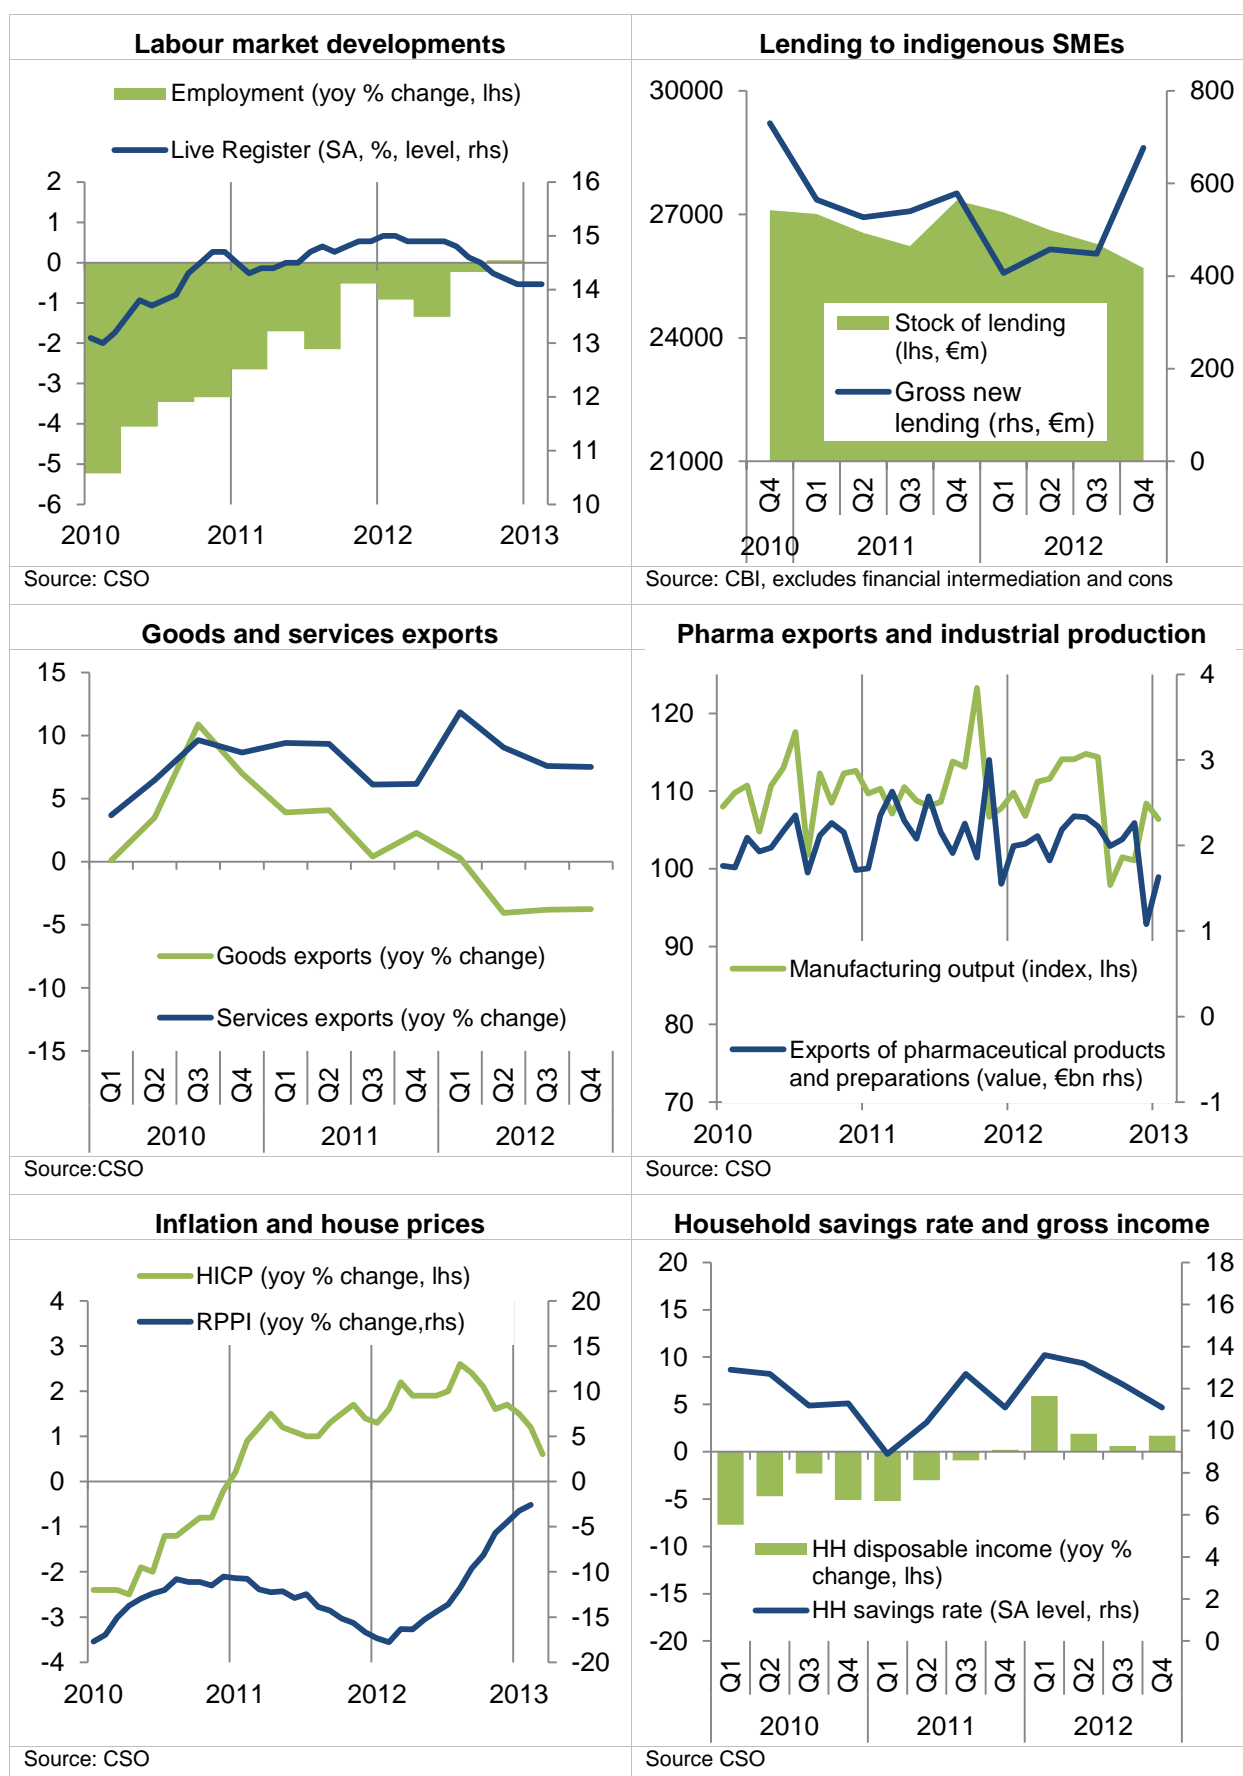 Labour market developments
Employment (yoy % change, lhs)
Live Register (SA, %, level, rhs)
2
1
0
-1
-2
-3
-4
-5
-6
16
15
14
13
12
11
10
2010 2011 2012 2013
Source: CSO
Lending to indigenous SMEs
30000
27000
24000
21000
800
600
400
200
0
Stock of lending
(lhs, €m)
Gross new
lending (rhs, €m)
Q4 Q1 Q2 Q3 Q4 Q1 Q2 Q3 Q4
2010 2011 2012
Source: CBI, excludes financial intermediation and cons
Goods and services exports
15
10
5
0
-5
-10
-15
Goods exports (yoy % change)
Services exports (yoy % change)
Q1 Q2 Q3 Q4 Q1 Q2 Q3 Q4 Q1 Q2 Q3 Q4
2010 2011 2012
Source:CSO
Pharma exports and industrial production
120
110
100
90
80
70
4
3
2
1
0
-1
Manufacturing output (index, lhs)
Exports of pharmaceutical products
and preparations (value, €bn rhs)
2010 2011 2012 2013
Source: CSO
Inflation and house prices
HICP (yoy % change, lhs)
RPPI (yoy % change,rhs)
4
3
2
1
0
-1
-2
-3
-4
20
15
10
5
0
-5
-10
-15
-20
2010 2011 2012 2013
Source: CSO
Household savings rate and gross income
20
15
10
5
0
-5
-10
-15
-20
18
16
14
12
10
8
6
4
2
0
HH disposable income (yoy %
change, lhs)
HH savings rate (SA level, rhs)
Q1 Q2 Q3 Q4 Q1 Q2 Q3 Q4 Q1 Q2 Q3 Q4
2010 2011 2012
Source CSO